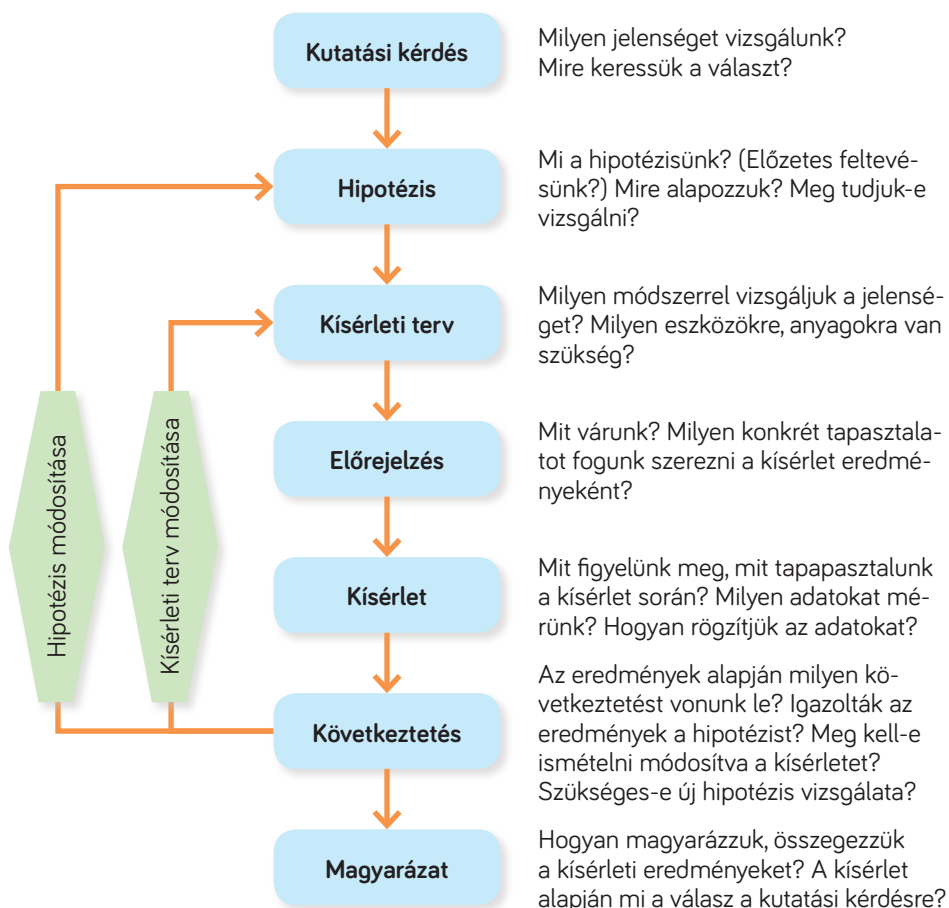 Kutatási kérdés
Milyen jelenséget vizsgálunk?
Mire keressük a választ?
Hipotézis
Mi a hipotézisünk? (Előzetes feltevé-
sünk?) Mire alapozzuk? Meg tudjuk-e
vizsgálni?
Kísérleti terv
Milyen módszerrel vizsgáljuk a jelensé-
get? Milyen eszközökre, anyagokra van
szükség?
Előrejelzés
Mit várunk? Milyen konkrét tapasztala-
tot fogunk szerezni a kísérlet eredmé-
nyeként?
Kísérlet
Mit figyelünk meg, mit tapapasztalunk
a kísérlet során? Milyen adatokat mé-
rünk? Hogyan rögzítjük az adatokat?
Következtetés
Az eredmények alapján milyen kö-
vetkeztetést vonunk le? Igazolták az
eredmények a hipotézist? Meg kell-e
ismételni módosítva a kísérletet?
Szükséges-e új hipotézis vizsgálata?
Magyarázat
Hogyan magyarázzuk, összegezzük
a kísérleti eredményeket? A kísérlet
alapján mi a válasz a kutatási kérdésre?
Hipotézis módosítása
Kísérleti terv módosítása